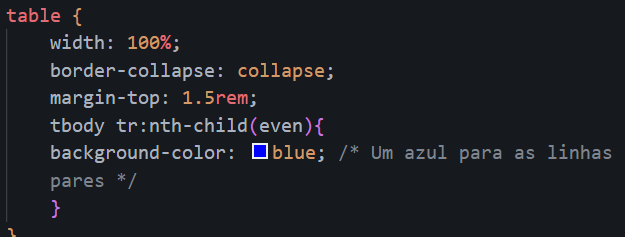 table {
    width: 100%;
    border-collapse: collapse;
    margin-top: 1.5rem;
    tbody tr:nth-child(even){
    background-color: blue; /* Um azul para as linhas
    pares */
    }
}